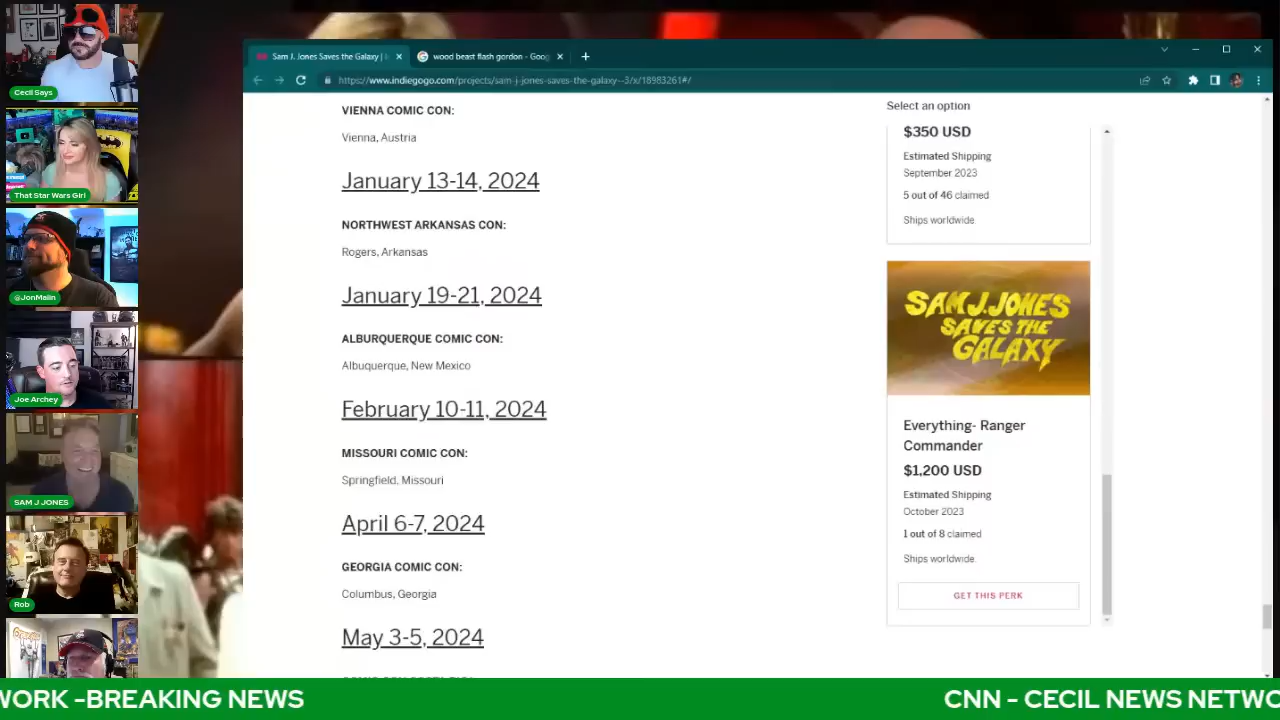 Cecil Says
That Star Wars Girl
@JonMalin
Joe Archey
SAM J JONES
Rob
Sam J. Jones Saves the Galaxy |
wood beast flash gordon - Goog
https://www.indiegogo.com/projects/sam-j-jones-saves-the-galaxy--3/x/18983261#/
VIENNA COMIC CON:
Vienna, Austria
January 13-14, 2024
NORTHWEST ARKANSAS CON:
Rogers, Arkansas
January 19-21, 2024
ALBURQUERQUE COMIC CON:
Albuquerque, New Mexico
February 10-11, 2024
MISSOURI COMIC CON:
Springfield, Missouri
April 6-7, 2024
GEORGIA COMIC CON:
Columbus, Georgia
May 3-5, 2024
Select an option
$350 USD
Estimated Shipping
September 2023
5 out of 46 claimed
Ships worldwide.
SAM J. JONES
SAVES THE
GALAXY
Everything- Ranger
Commander
$1,200 USD
Estimated Shipping
October 2023
1 out of 8 claimed
Ships worldwide.
GET THIS PERK
WORK -BREAKING NEWS
CNN - CECIL NEWS NETWO